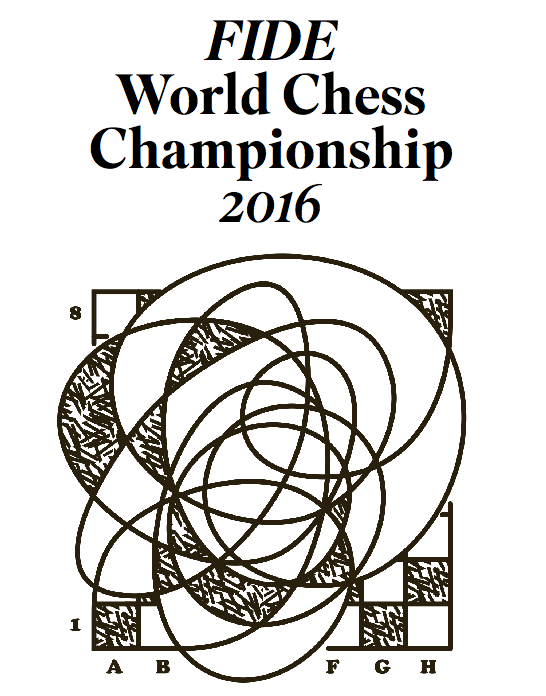 FIDE
World Chess
Championship
2016
8
1
A B F G H